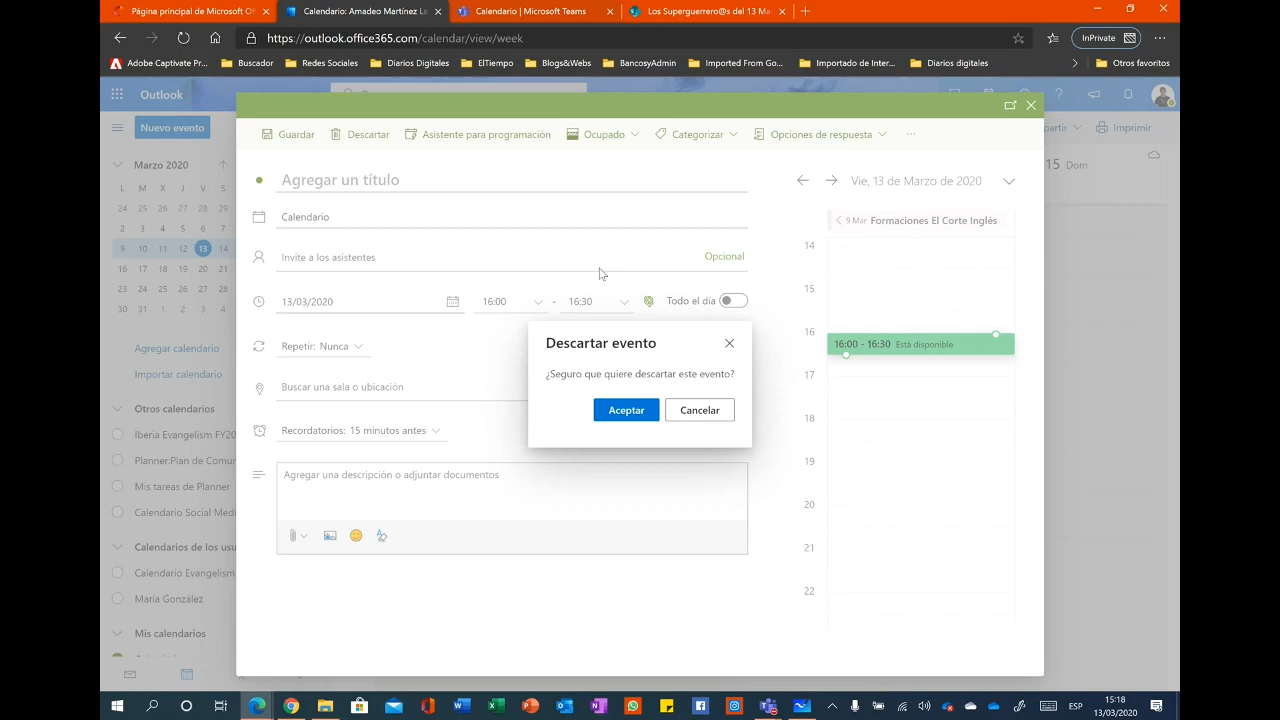 Página principal de Microsoft Of
Calendario: Amadeo Martínez La
Calendario | Microsoft Teams
Los Superguerrero@s del 13 Ma
https://outlook.office365.com/calendar/view/week
InPrivate
Adobe Captivate Pr...
Buscador
Redes Sociales
Diarios Digitales
ElTiempo
Blogs&Webs
BancosyAdmin
Imported From Goo...
Importado de Inter...
Diarios digitales
Otros favoritos
Outlook
Nuevo evento
partir
Imprimir
Guardar
Descartar
Asistente para programación
Ocupado
Categorizar
Opciones de respuesta
...
15 Dom
Marzo 2020
L M X J V S
24 25 26 27 28 29
2 3 4 5 6 7
9 10 11 12 13 14
16 17 18 19 20 21
23 24 25 26 27 28
30 31 1 2 3 4
Agregar calendario
Importar calendario
Otros calendarios
Iberia Evangelism FY20
Planner:Plan de Comu
Mis tareas de Planner
Calendario Social Medi
Calendarios de los usu
Calendario Evangelism
María González
Mis calendarios
Agregar un título
Calendario
Invite a los asistentes
Opcional
13/03/2020
16:00 - 16:30
Todo el día
Repetir: Nunca
Buscar una sala o ubicación
Recordatorios: 15 minutos antes
Agregar una descripción o adjuntar documentos
Descartar evento
¿Seguro que quiere descartar este evento?
Aceptar
Cancelar
Vie, 13 de Marzo de 2020
9 Mar Formaciones El Corte Inglés
14
15
16
16:00 - 16:30 Está disponible
17
18
19
20
21
22
ESP
15:18
13/03/2020